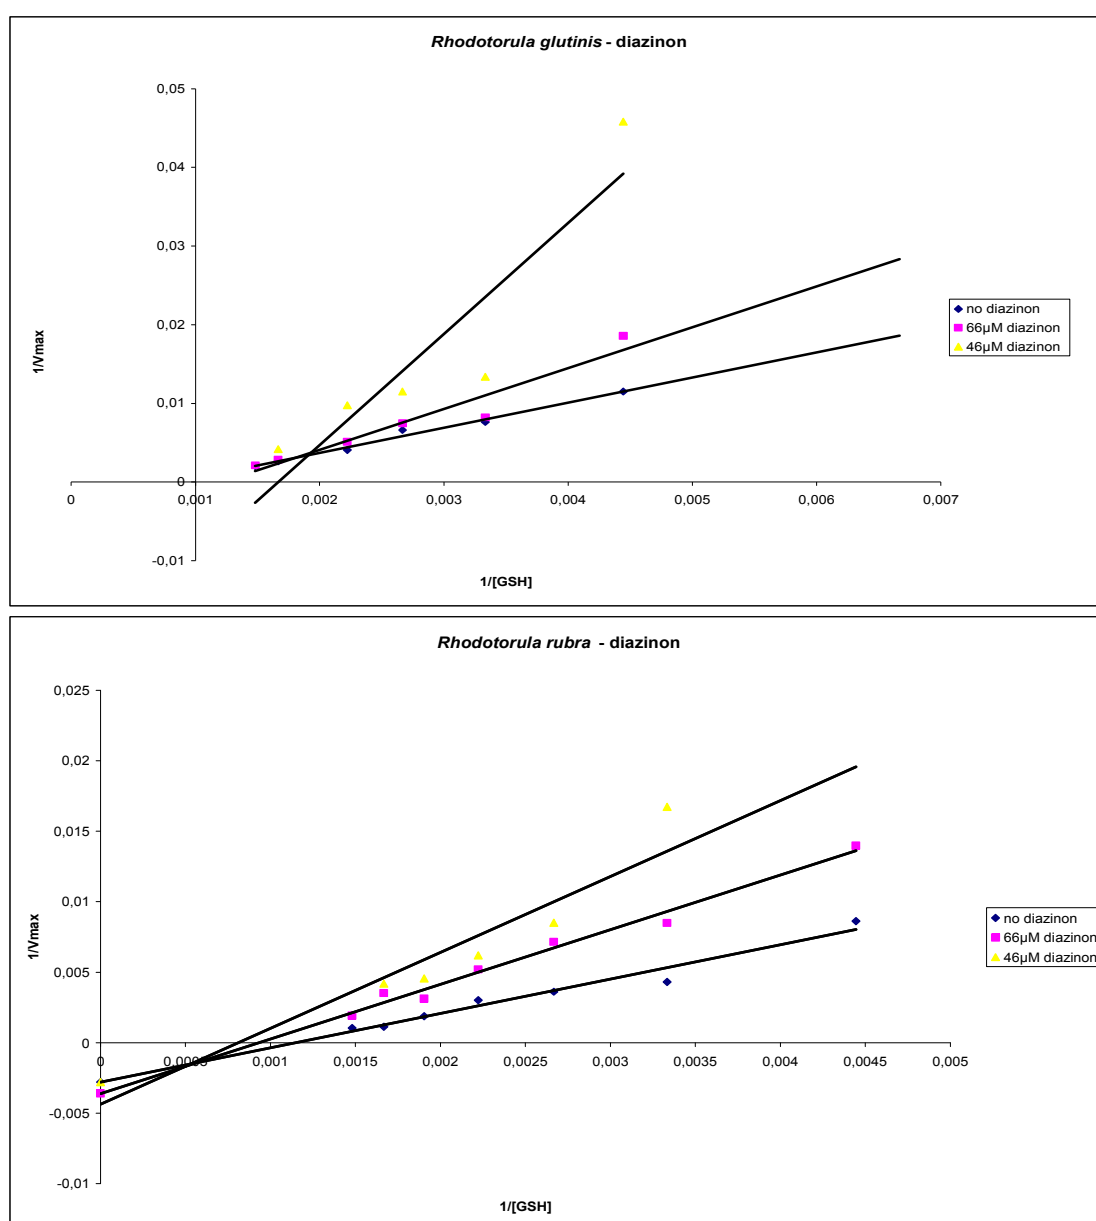 Rhodotorula glutinis - diazinon
0,05
0,04
0,03
0,02
0,01
0
-0,01
1/Vmax
0 0,001 0,002 0,003 0,004 0,005 0,006 0,007
1/[GSH]
no diazinon
66µM diazinon
46µM diazinon
Rhodotorula rubra - diazinon
0,025
0,02
0,015
0,01
0,005
0
-0,005
-0,01
1/Vmax
0 0,0005 0,001 0,0015 0,002 0,0025 0,003 0,0035 0,004 0,0045 0,005
1/[GSH]
no diazinon
66µM diazinon
46µM diazinon